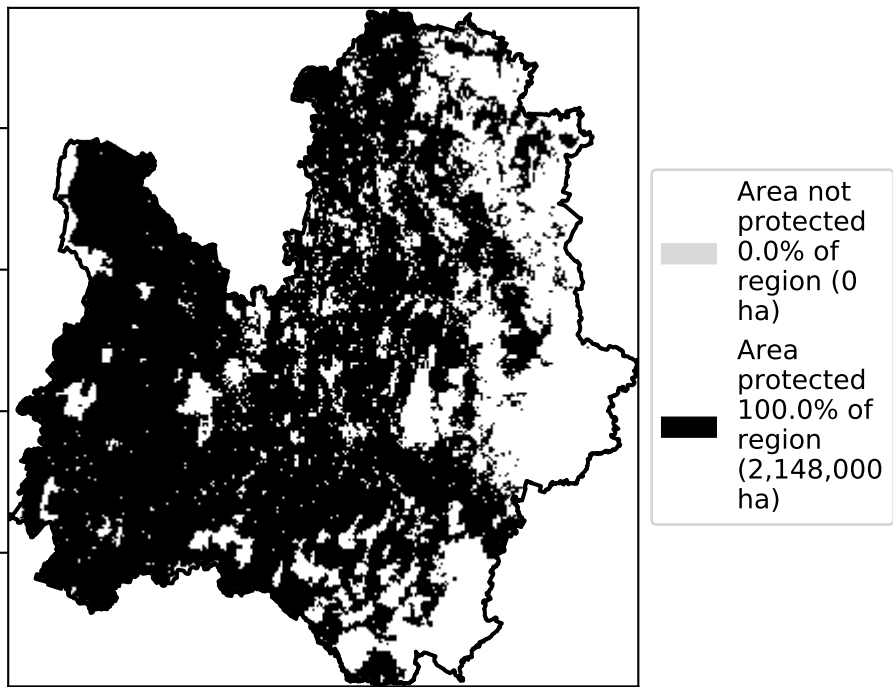 Area not
protected
0.0% of
region (0
ha)
Area
protected
100.0% of
region
(2,148,000
ha)